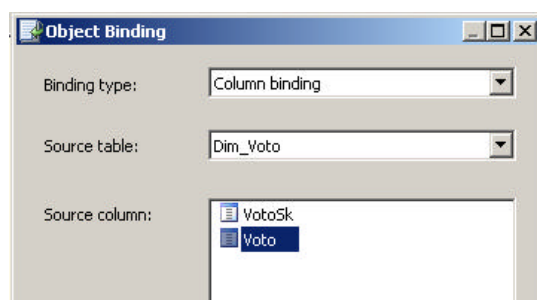 Object Binding
Binding type: Column binding
Source table: Dim_Voto
Source column: VotoSk
Voto